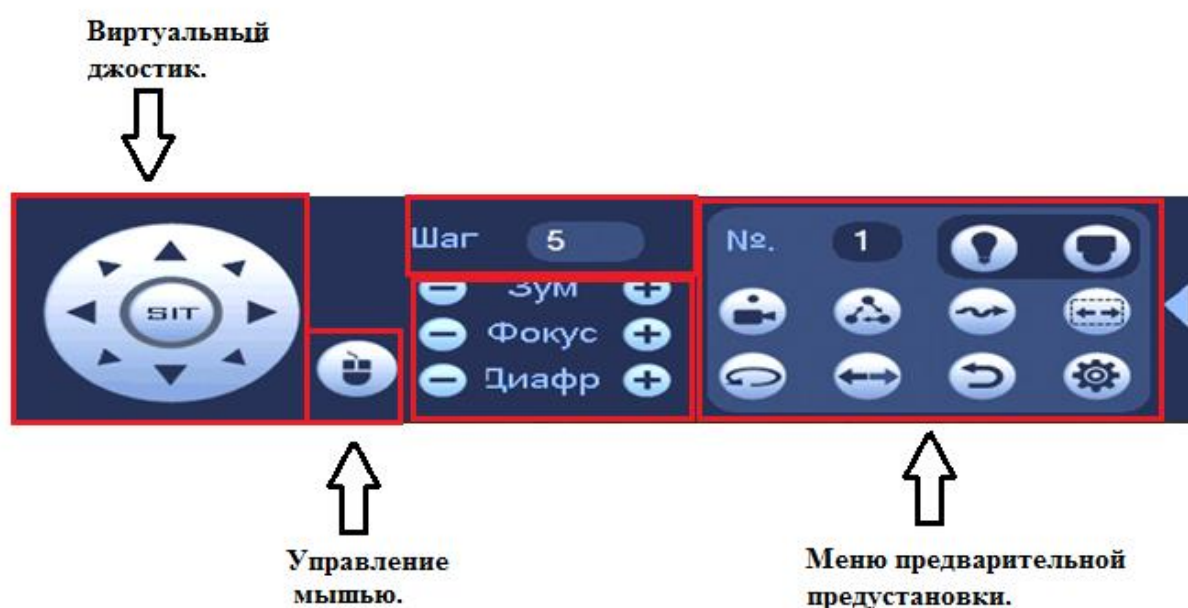 Виртуальный
джостик.
Шаг 5
Nº. 1
Зум
SIT
Фокус
Диафр
Управление
мышью.
Меню предварительной
предустановки.